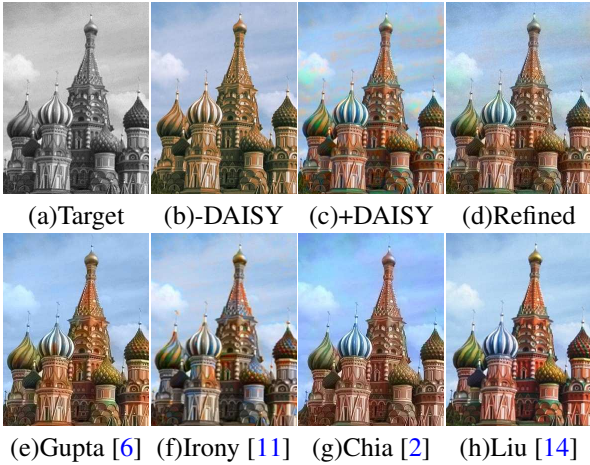 (a)Target (b)-DAISY (c)+DAISY (d)Refined
(e)Gupta [6] (f)Irony [11] (g)Chia [2] (h)Liu [14]